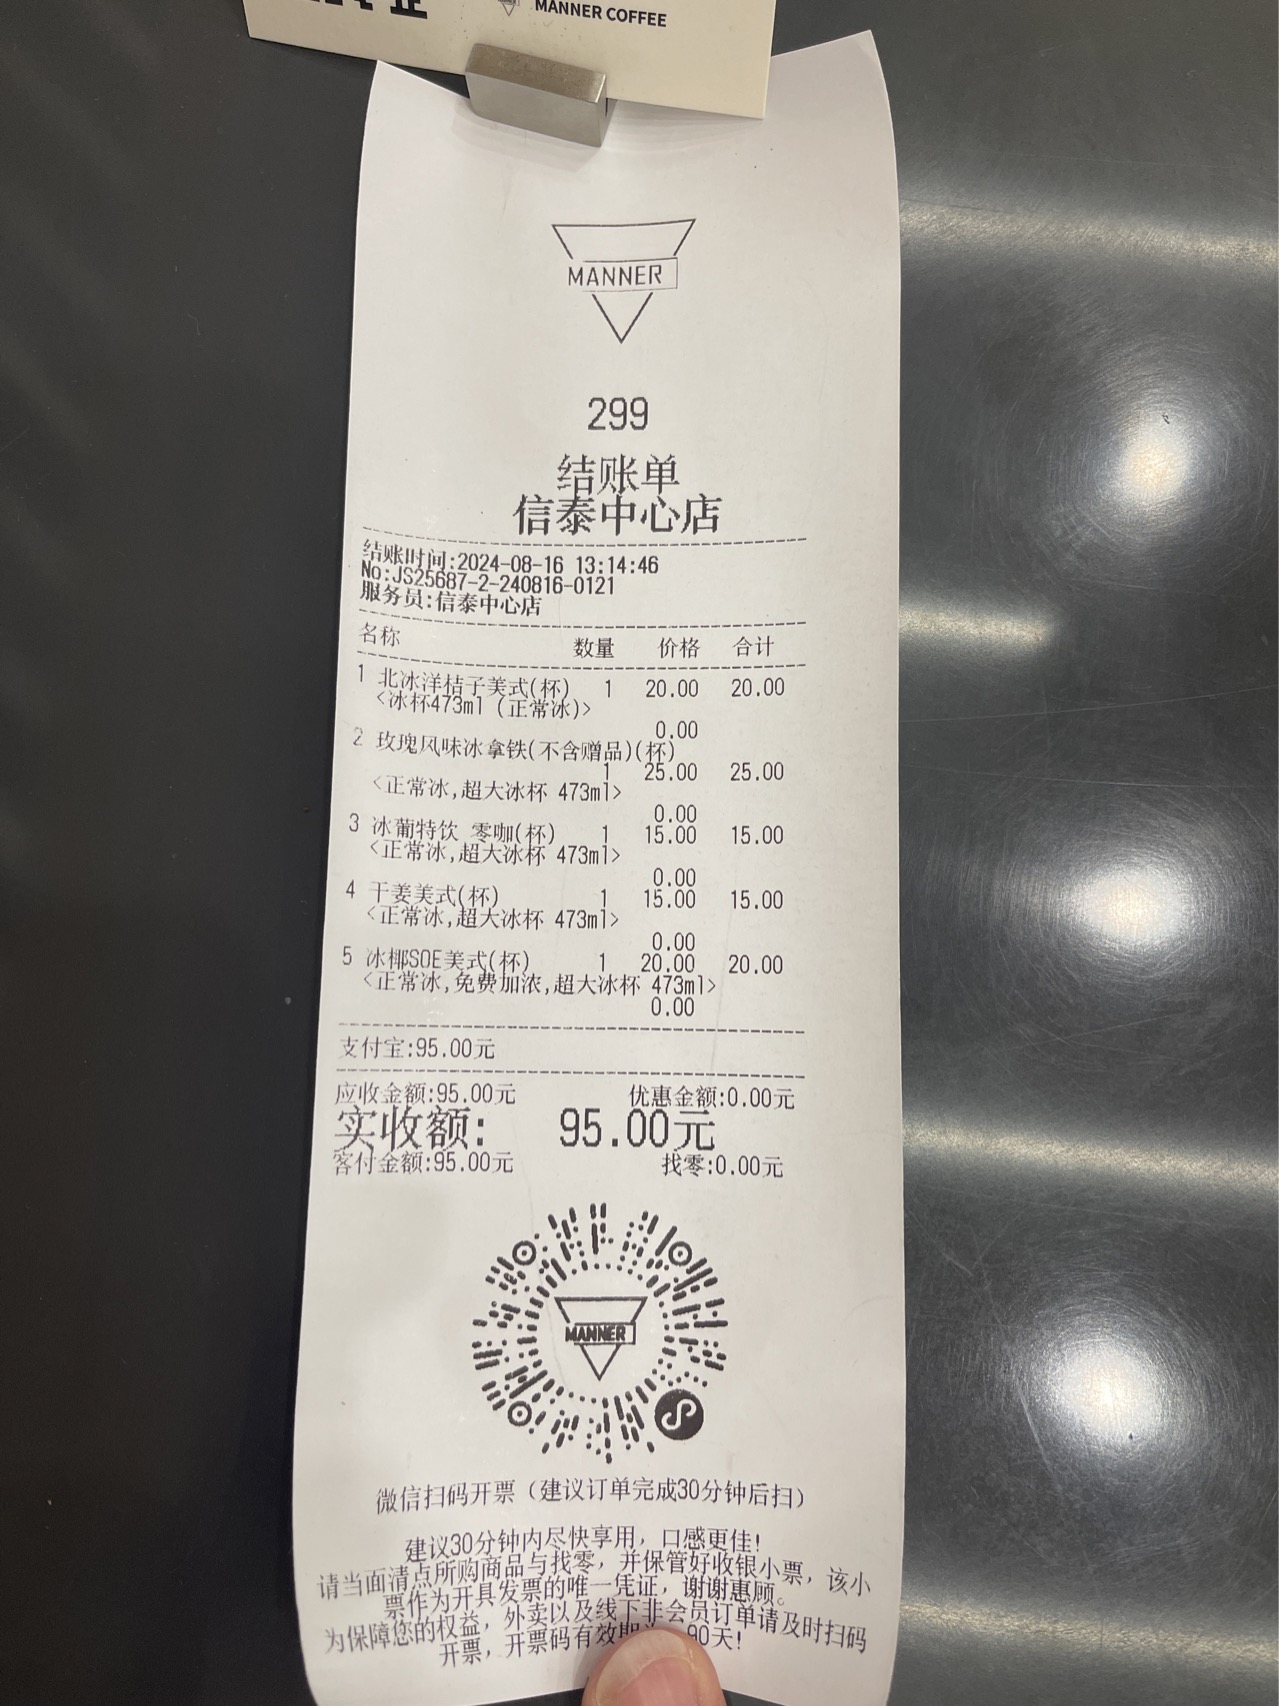 MANNER COFFEE
MANNER
299
结账单
信泰中心店
结账时间:2024-08-16 13:14:46
No:JS25687-2-240816-0121
服务员:信泰中心店
名称 数量 价格 合计
1 北冰洋桔子美式(杯) 1 20.00 20.00
<冰杯473ml (正常冰)>
0.00
2 玫瑰风味冰拿铁(不含赠品)(杯)
1 25.00 25.00
<正常冰,超大冰杯 473ml>
0.00
3 冰葡特饮 零咖(杯) 1 15.00 15.00
<正常冰,超大冰杯 473ml>
0.00
4 干姜美式(杯) 1 15.00 15.00
<正常冰,超大冰杯 473ml>
0.00
5 冰椰SOE美式(杯) 1 20.00 20.00
<正常冰,免费加浓,超大冰杯 473ml>
0.00
支付宝:95.00元
应收金额:95.00元 优惠金额:0.00元
实收额: 95.00元
客付金额:95.00元 找零:0.00元
MANNER
微信扫码开票（建议订单完成30分钟后扫）
建议30分钟内尽快享用，口感更佳!
请当面清点所购商品与找零，并保管好收银小票，该小
票作为开具发票的唯一凭证，谢谢惠顾。
为保障您的权益，外卖以及线下非会员订单请及时扫码
开票，开票码有效期 90天!